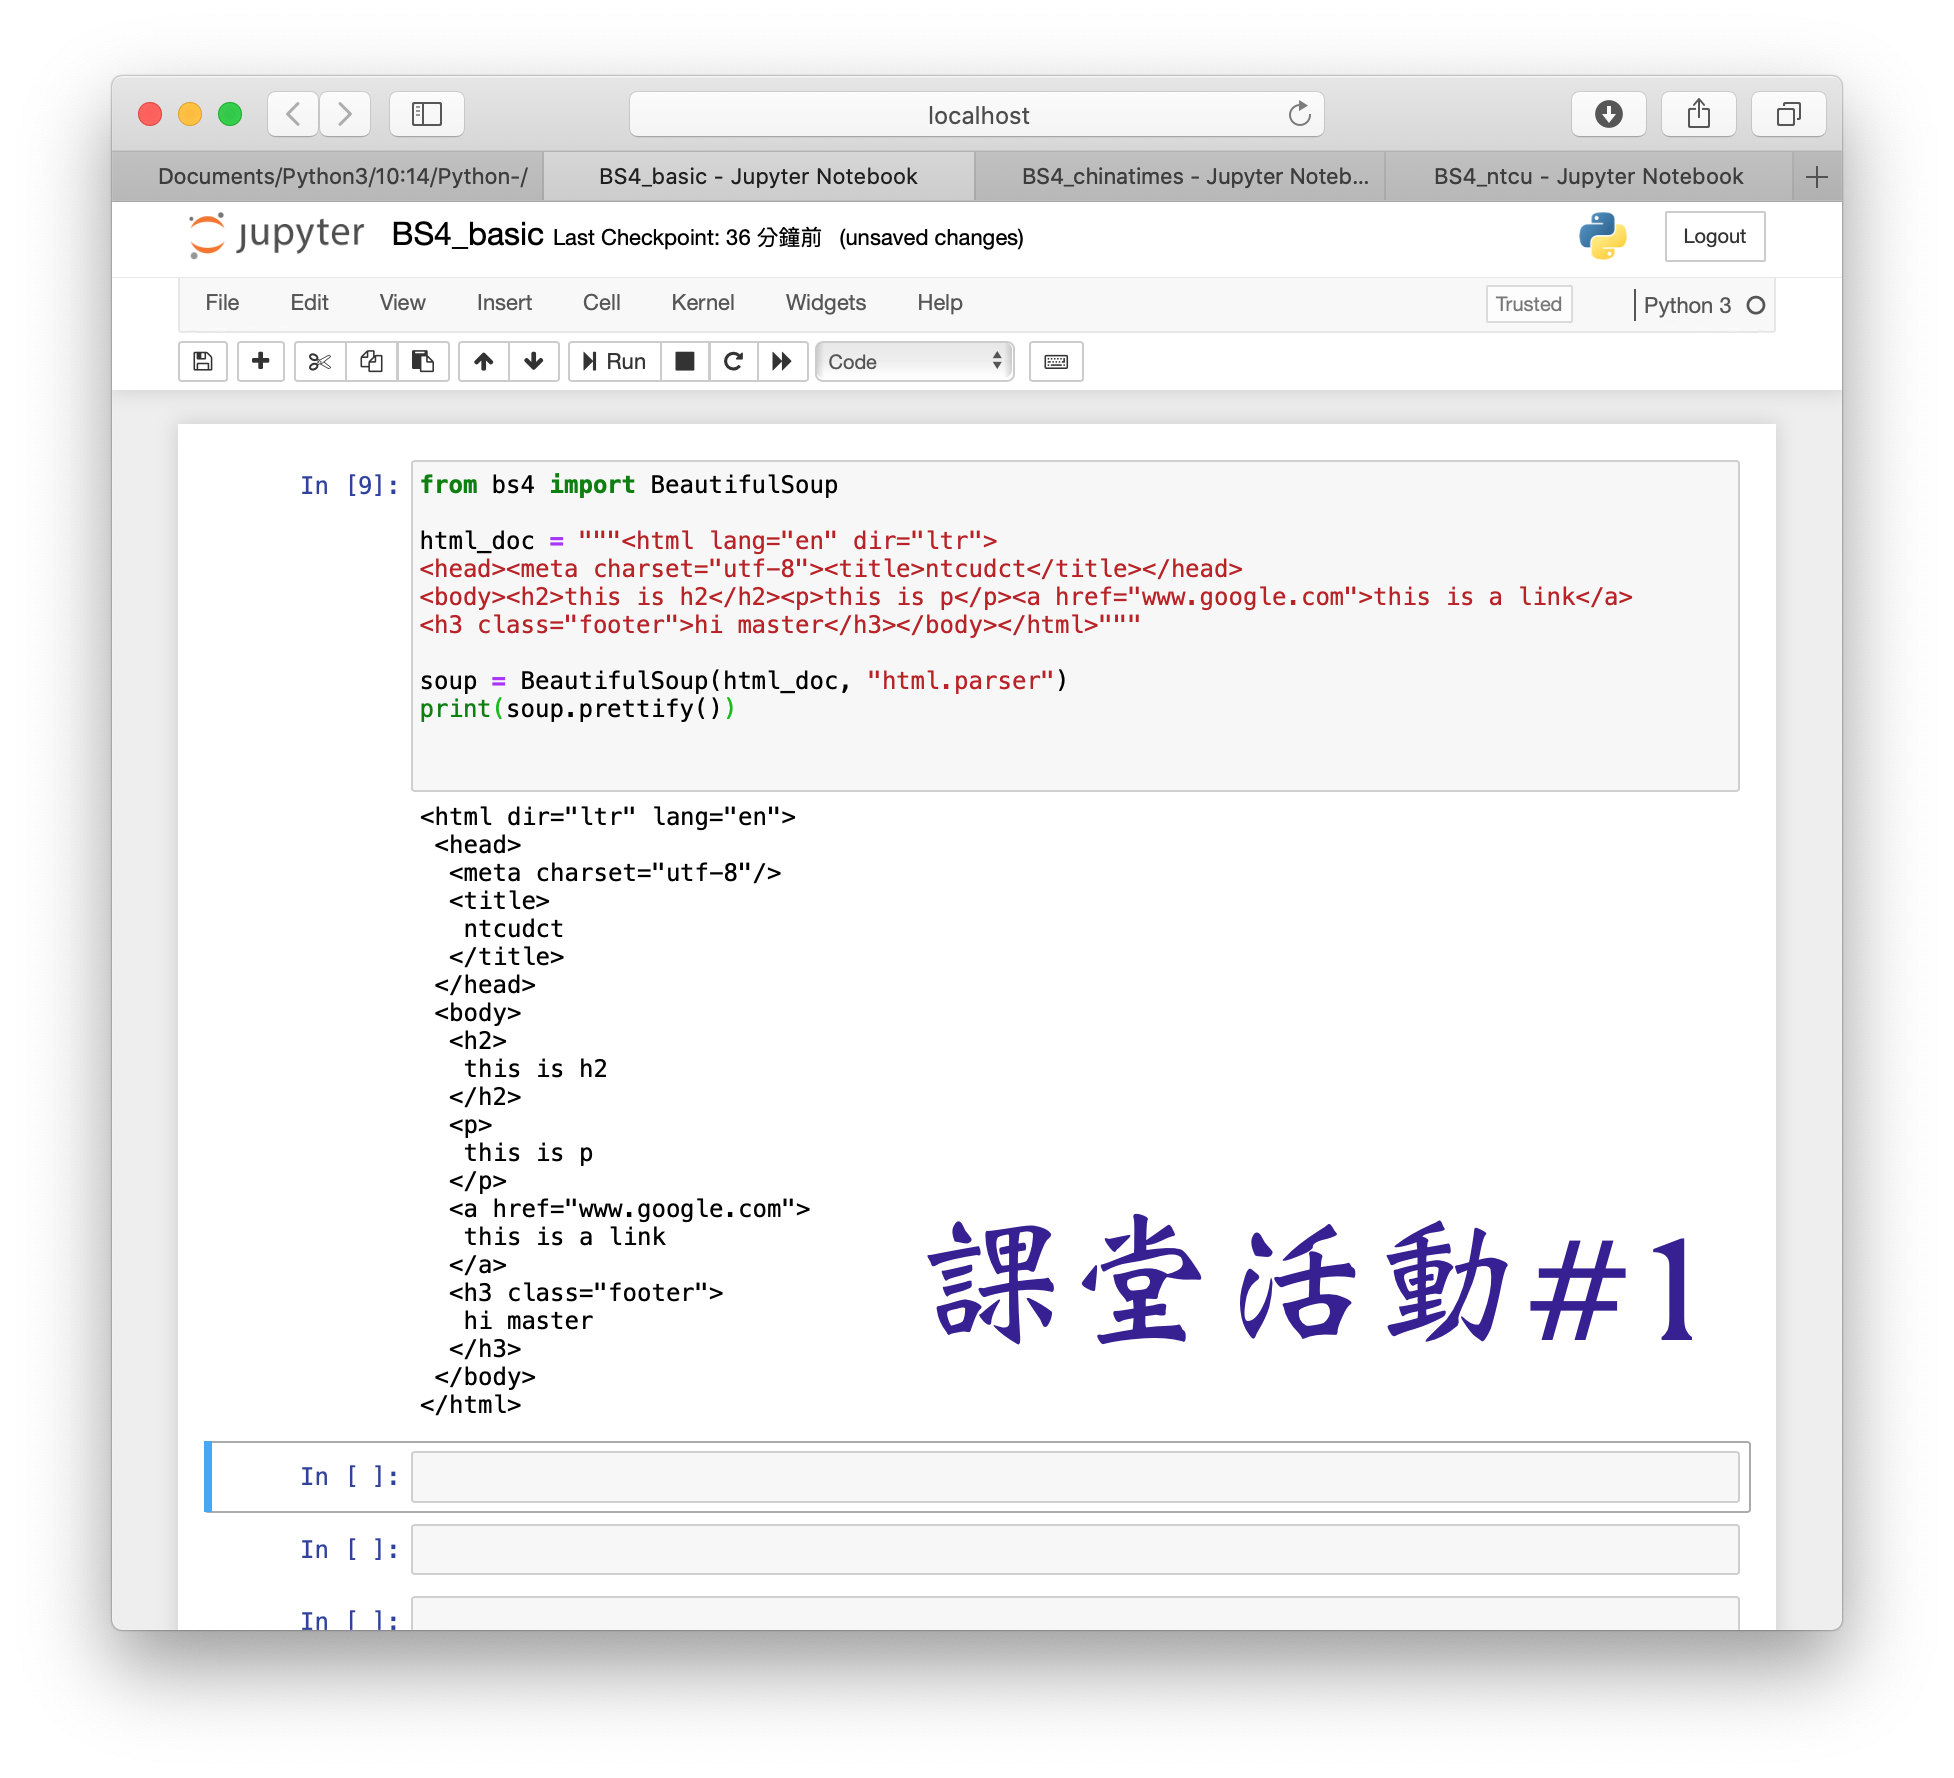 localhost
Documents/Python3/10:14/Python-/ BS4_basic - Jupyter Notebook BS4_chinatimes - Jupyter Noteb... BS4_ntcu - Jupyter Notebook
jupyter BS4_basic Last Checkpoint: 36 分鐘前 (unsaved changes) Logout
File Edit View Insert Cell Kernel Widgets Help Trusted Python 3
Run Code
In [9]: from bs4 import BeautifulSoup
html_doc = """<html lang="en" dir="ltr">
<head><meta charset="utf-8"><title>ntcudct</title></head>
<body><h2>this is h2</h2><p>this is p</p><a href="www.google.com">this is a link</a>
<h3 class="footer">hi master</h3></body></html>"""
soup = BeautifulSoup(html_doc, "html.parser")
print(soup.prettify())
<html dir="ltr" lang="en">
<head>
<meta charset="utf-8"/>
<title>
ntcudct
</title>
</head>
<body>
<h2>
this is h2
</h2>
<p>
this is p
</p>
<a href="www.google.com">
this is a link
</a>
<h3 class="footer">
hi master
</h3>
</body>
</html>
課堂活動#1
In [ ]:
In [ ]:
In [ ]: